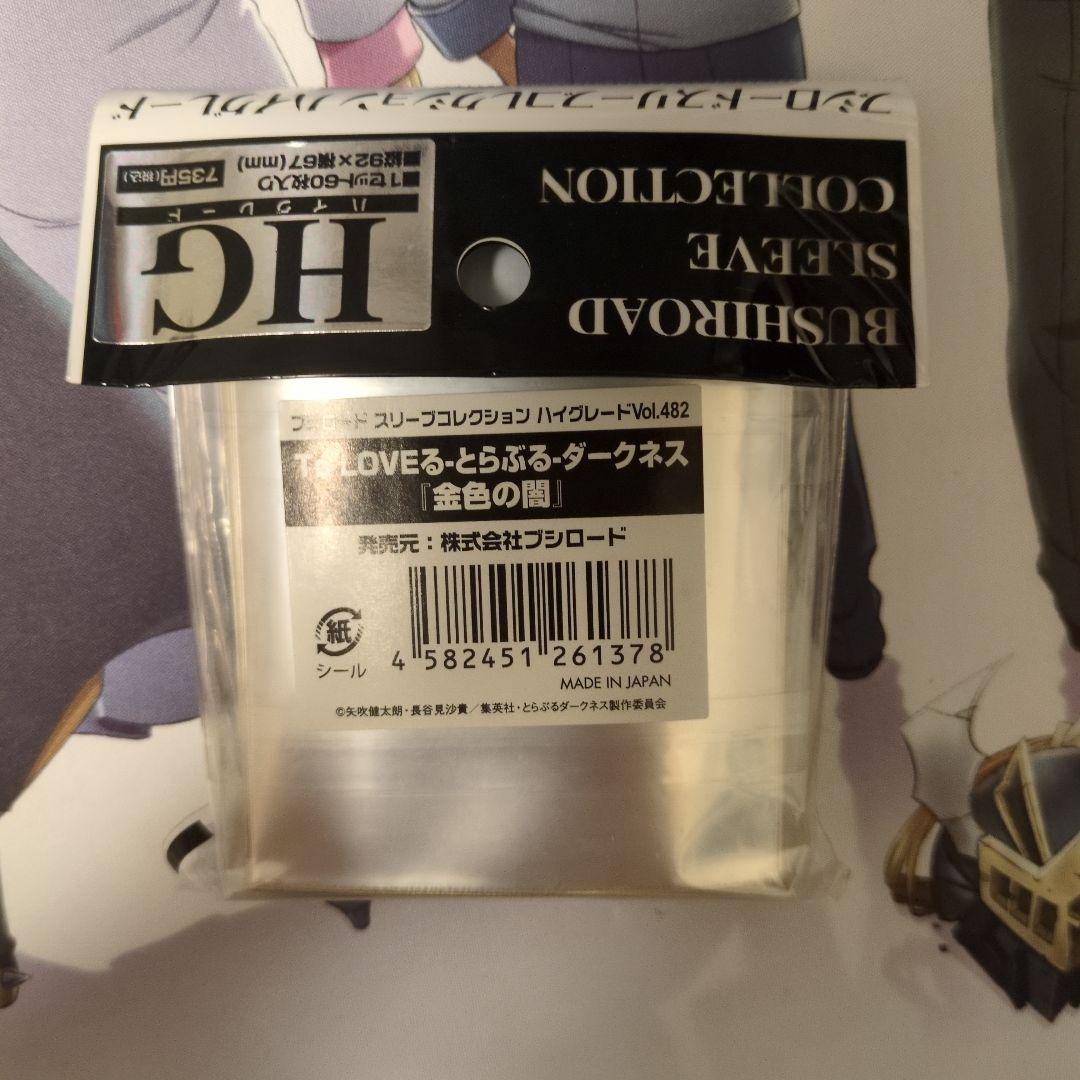 ブシロードスリーブコレクションハイグレード
BUSHIROAD
SLEEVE
COLLECTION
HG
ハイグレード
■1セット60枚入り
■縦92×横67(mm)
735円(税込)
スリーブコレクション ハイグレードVol.482
LOVEる-とらぶる-ダークネス
『金色の闇』
発売元:株式会社ブシロード
紙
シール
4 582451 261378
MADE IN JAPAN
©矢吹健太朗・長谷見沙貴/集英社・とらぶるダークネス製作委員会